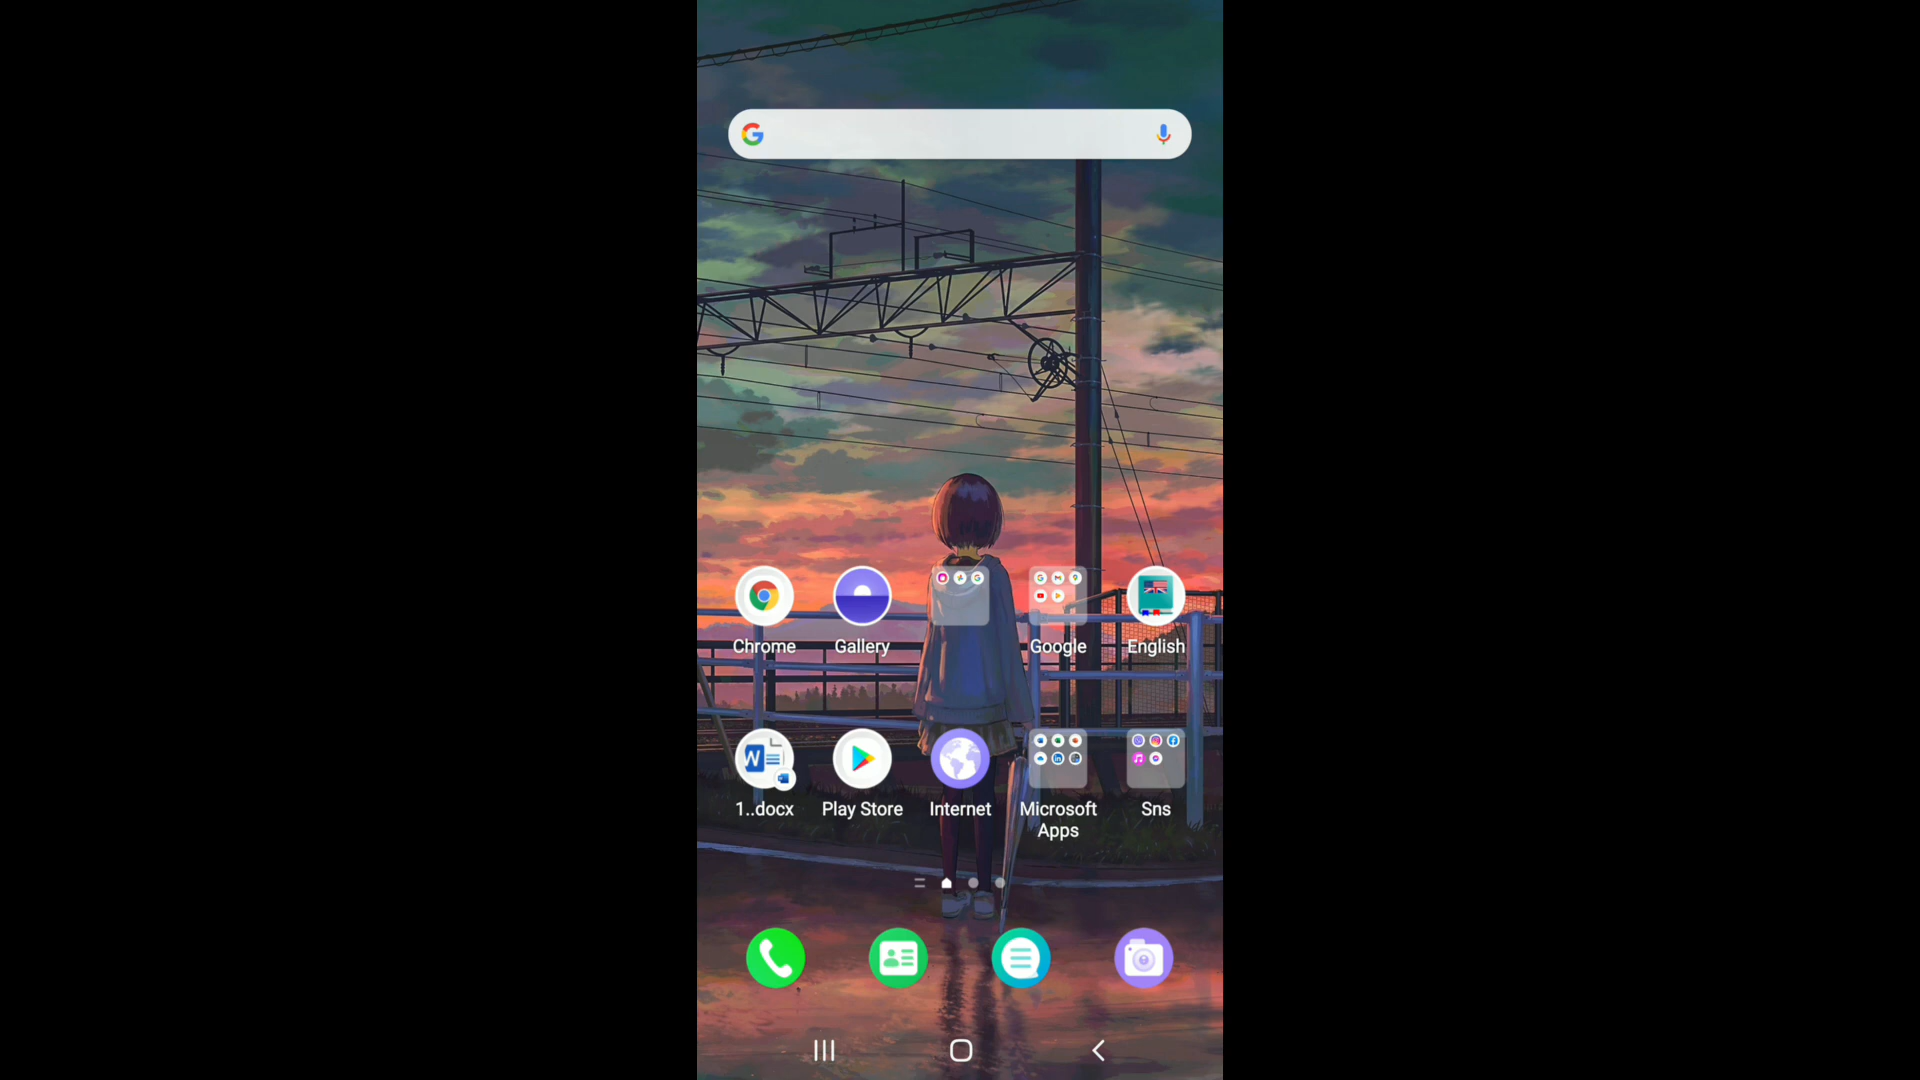 Chrome
Gallery
Google
English
1..docx
Play Store
Internet
Microsoft
Apps
Sns